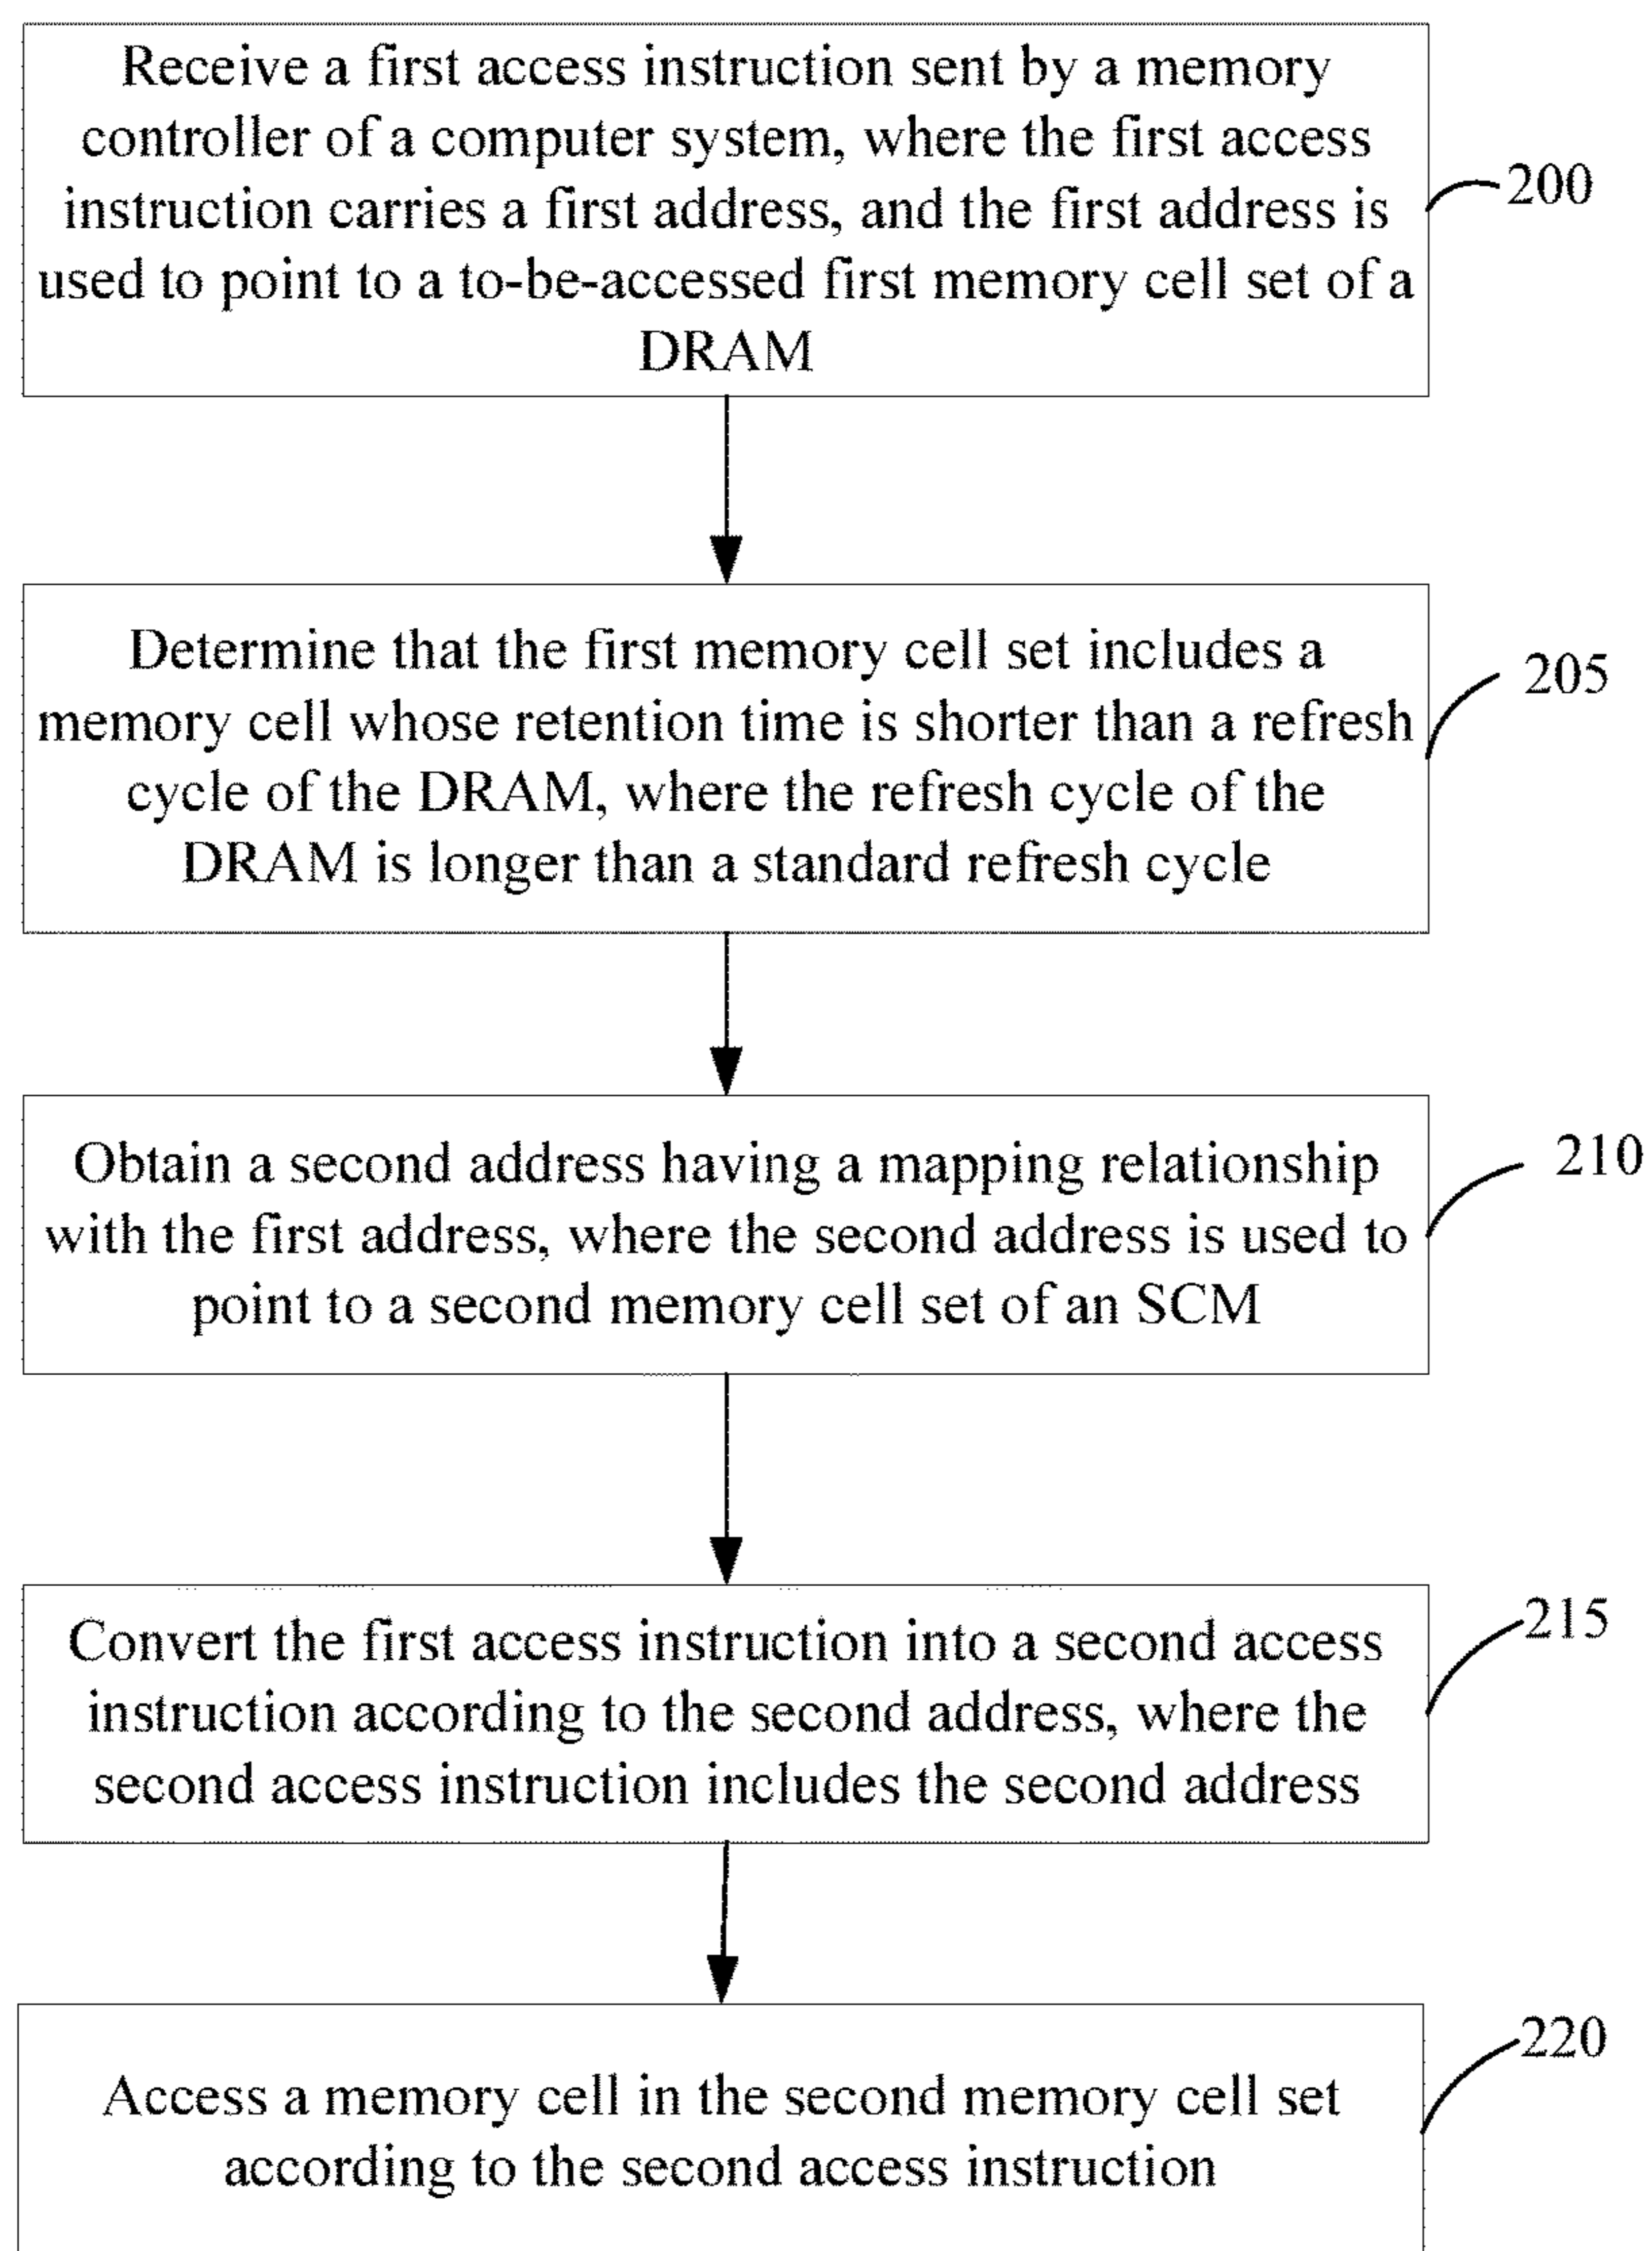 Receive a first access instruction sent by a memory
controller of a computer system, where the first access
instruction carries a first address, and the first address is
used to point to a to-be-accessed first memory cell set of a
DRAM
200
Determine that the first memory cell set includes a
memory cell whose retention time is shorter than a refresh
cycle of the DRAM, where the refresh cycle of the
DRAM is longer than a standard refresh cycle
205
Obtain a second address having a mapping relationship
with the first address, where the second address is used to
point to a second memory cell set of an SCM
210
Convert the first access instruction into a second access
instruction according to the second address, where the
second access instruction includes the second address
215
Access a memory cell in the second memory cell set
according to the second access instruction
220